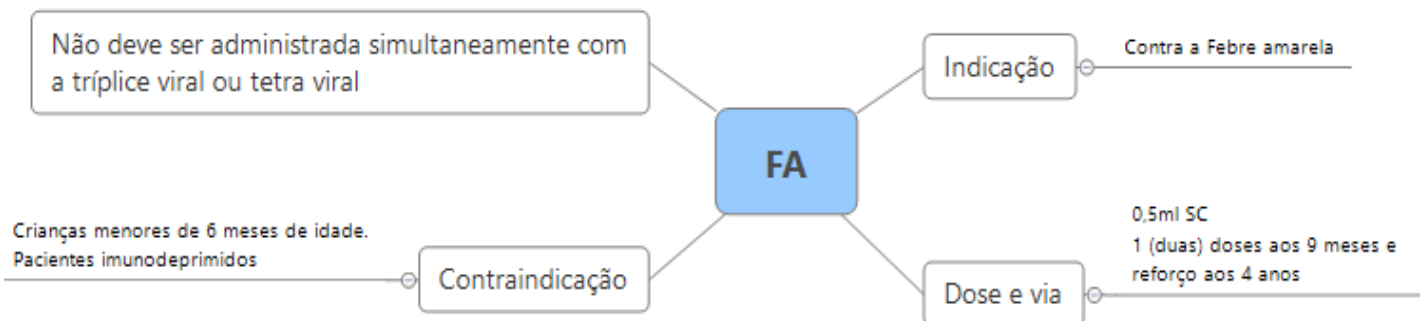 Não deve ser administrada simultaneamente com
a tríplice viral ou tetra viral
Indicação
Contra a Febre amarela
FA
Crianças menores de 6 meses de idade.
Pacientes imunodeprimidos
Contraindicação
Dose e via
0,5ml SC
1 (duas) doses aos 9 meses e
reforço aos 4 anos